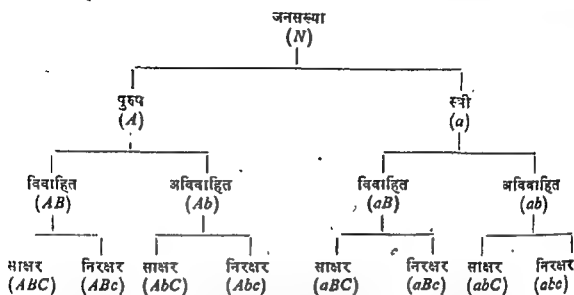 जनसख्या
(N)
पुरुष स्त्री
(A) (a)
विवाहित अविवाहित विवाहित अविवाहित
(AB) (Ab) (aB) (ab)
साक्षर निरक्षर साक्षर निरक्षर साक्षर निरक्षर साक्षर निरक्षर
(ABC) (ABc) (AbC) (Abc) (aBC) (aBc) (abC) (abc)